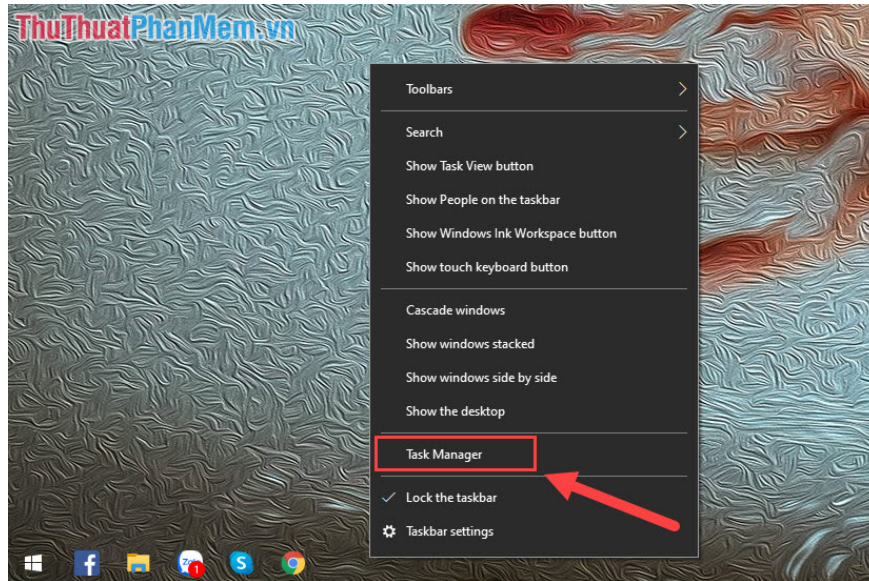 ThuThuatPhanMem.vn
Toolbars
Search
Show Task View button
Show People on the taskbar
Show Windows Ink Workspace button
Show touch keyboard button
Cascade windows
Show windows stacked
Show windows side by side
Show the desktop
Task Manager
Lock the taskbar
Taskbar settings
1